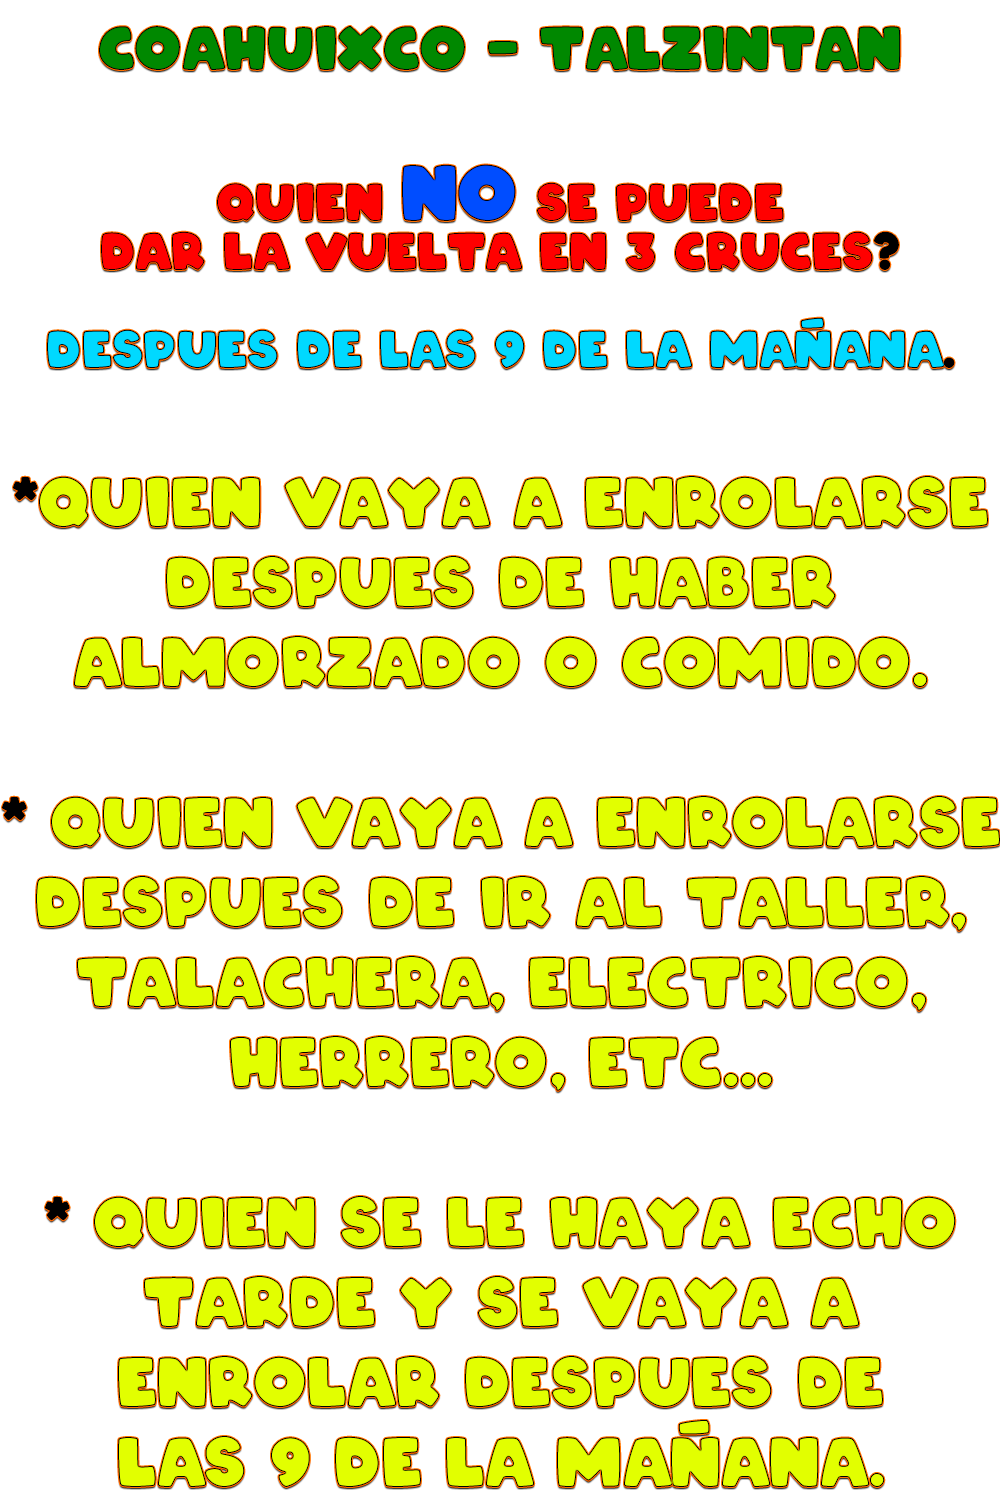 COAHUIXCO - TALZINTAN
QUIEN NO SE PUEDE
DAR LA VUELTA EN 3 CRUCES?
DESPUES DE LAS 9 DE LA MAÑANA.
*QUIEN VAYA A ENROLARSE
DESPUES DE HABER
ALMORZADO O COMIDO.
* QUIEN VAYA A ENROLARSE
DESPUES DE IR AL TALLER,
TALACHERA, ELECTRICO,
HERRERO, ETC...
* QUIEN SE LE HAYA ECHO
TARDE Y SE VAYA A
ENROLAR DESPUES DE
LAS 9 DE LA MAÑANA.